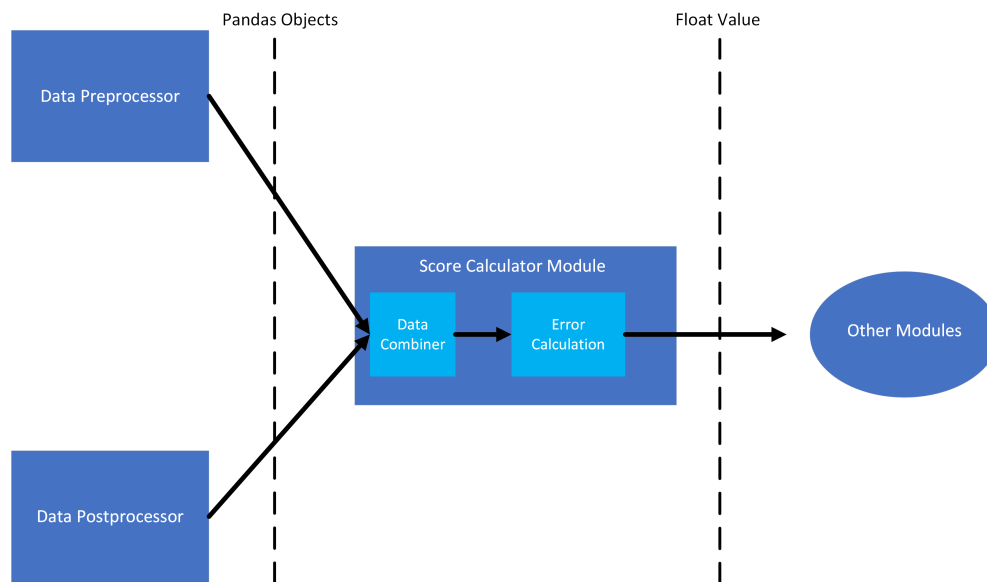 Pandas Objects
Float Value
Data Preprocessor
Score Calculator Module
Data
Combiner
Error
Calculation
Other Modules
Data Postprocessor